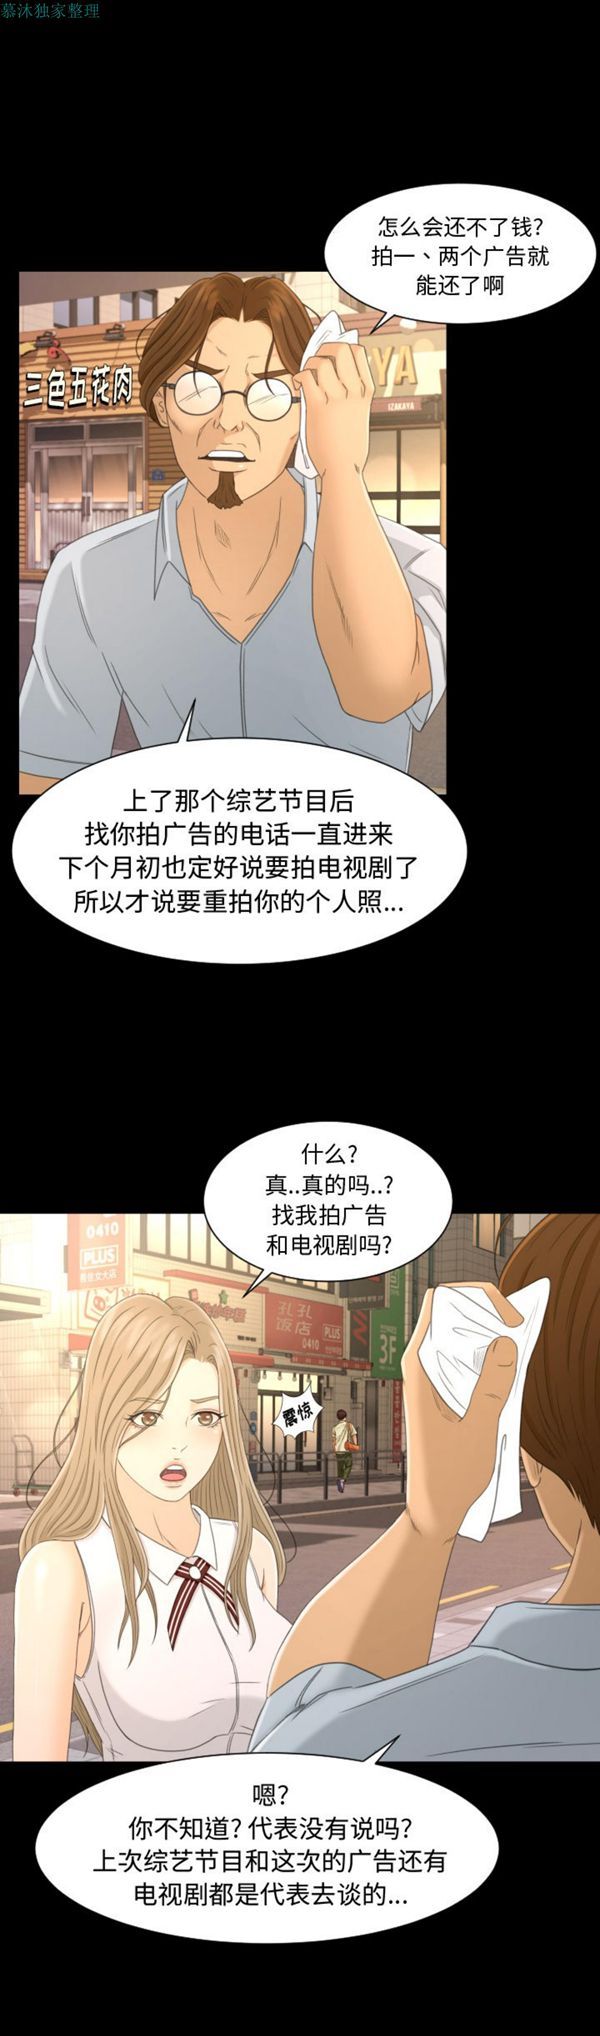 慕沐独家整理
怎么会还不了钱?
拍一、两个广告就
能还了啊
三色五花肉
YA
IZAKAYA
上了那个综艺节目后
找你拍广告的电话一直进来
下个月初也定好说要拍电视剧了
所以才说要重拍你的个人照...
什么?
真..真的吗..?
找我拍广告
和电视剧吗?
0410
PLUS
孔孔
饭店
PLUS
0410
3F
震惊
嗯?
你不知道? 代表没有说吗?
上次综艺节目和这次的广告还有
电视剧都是代表去谈的...